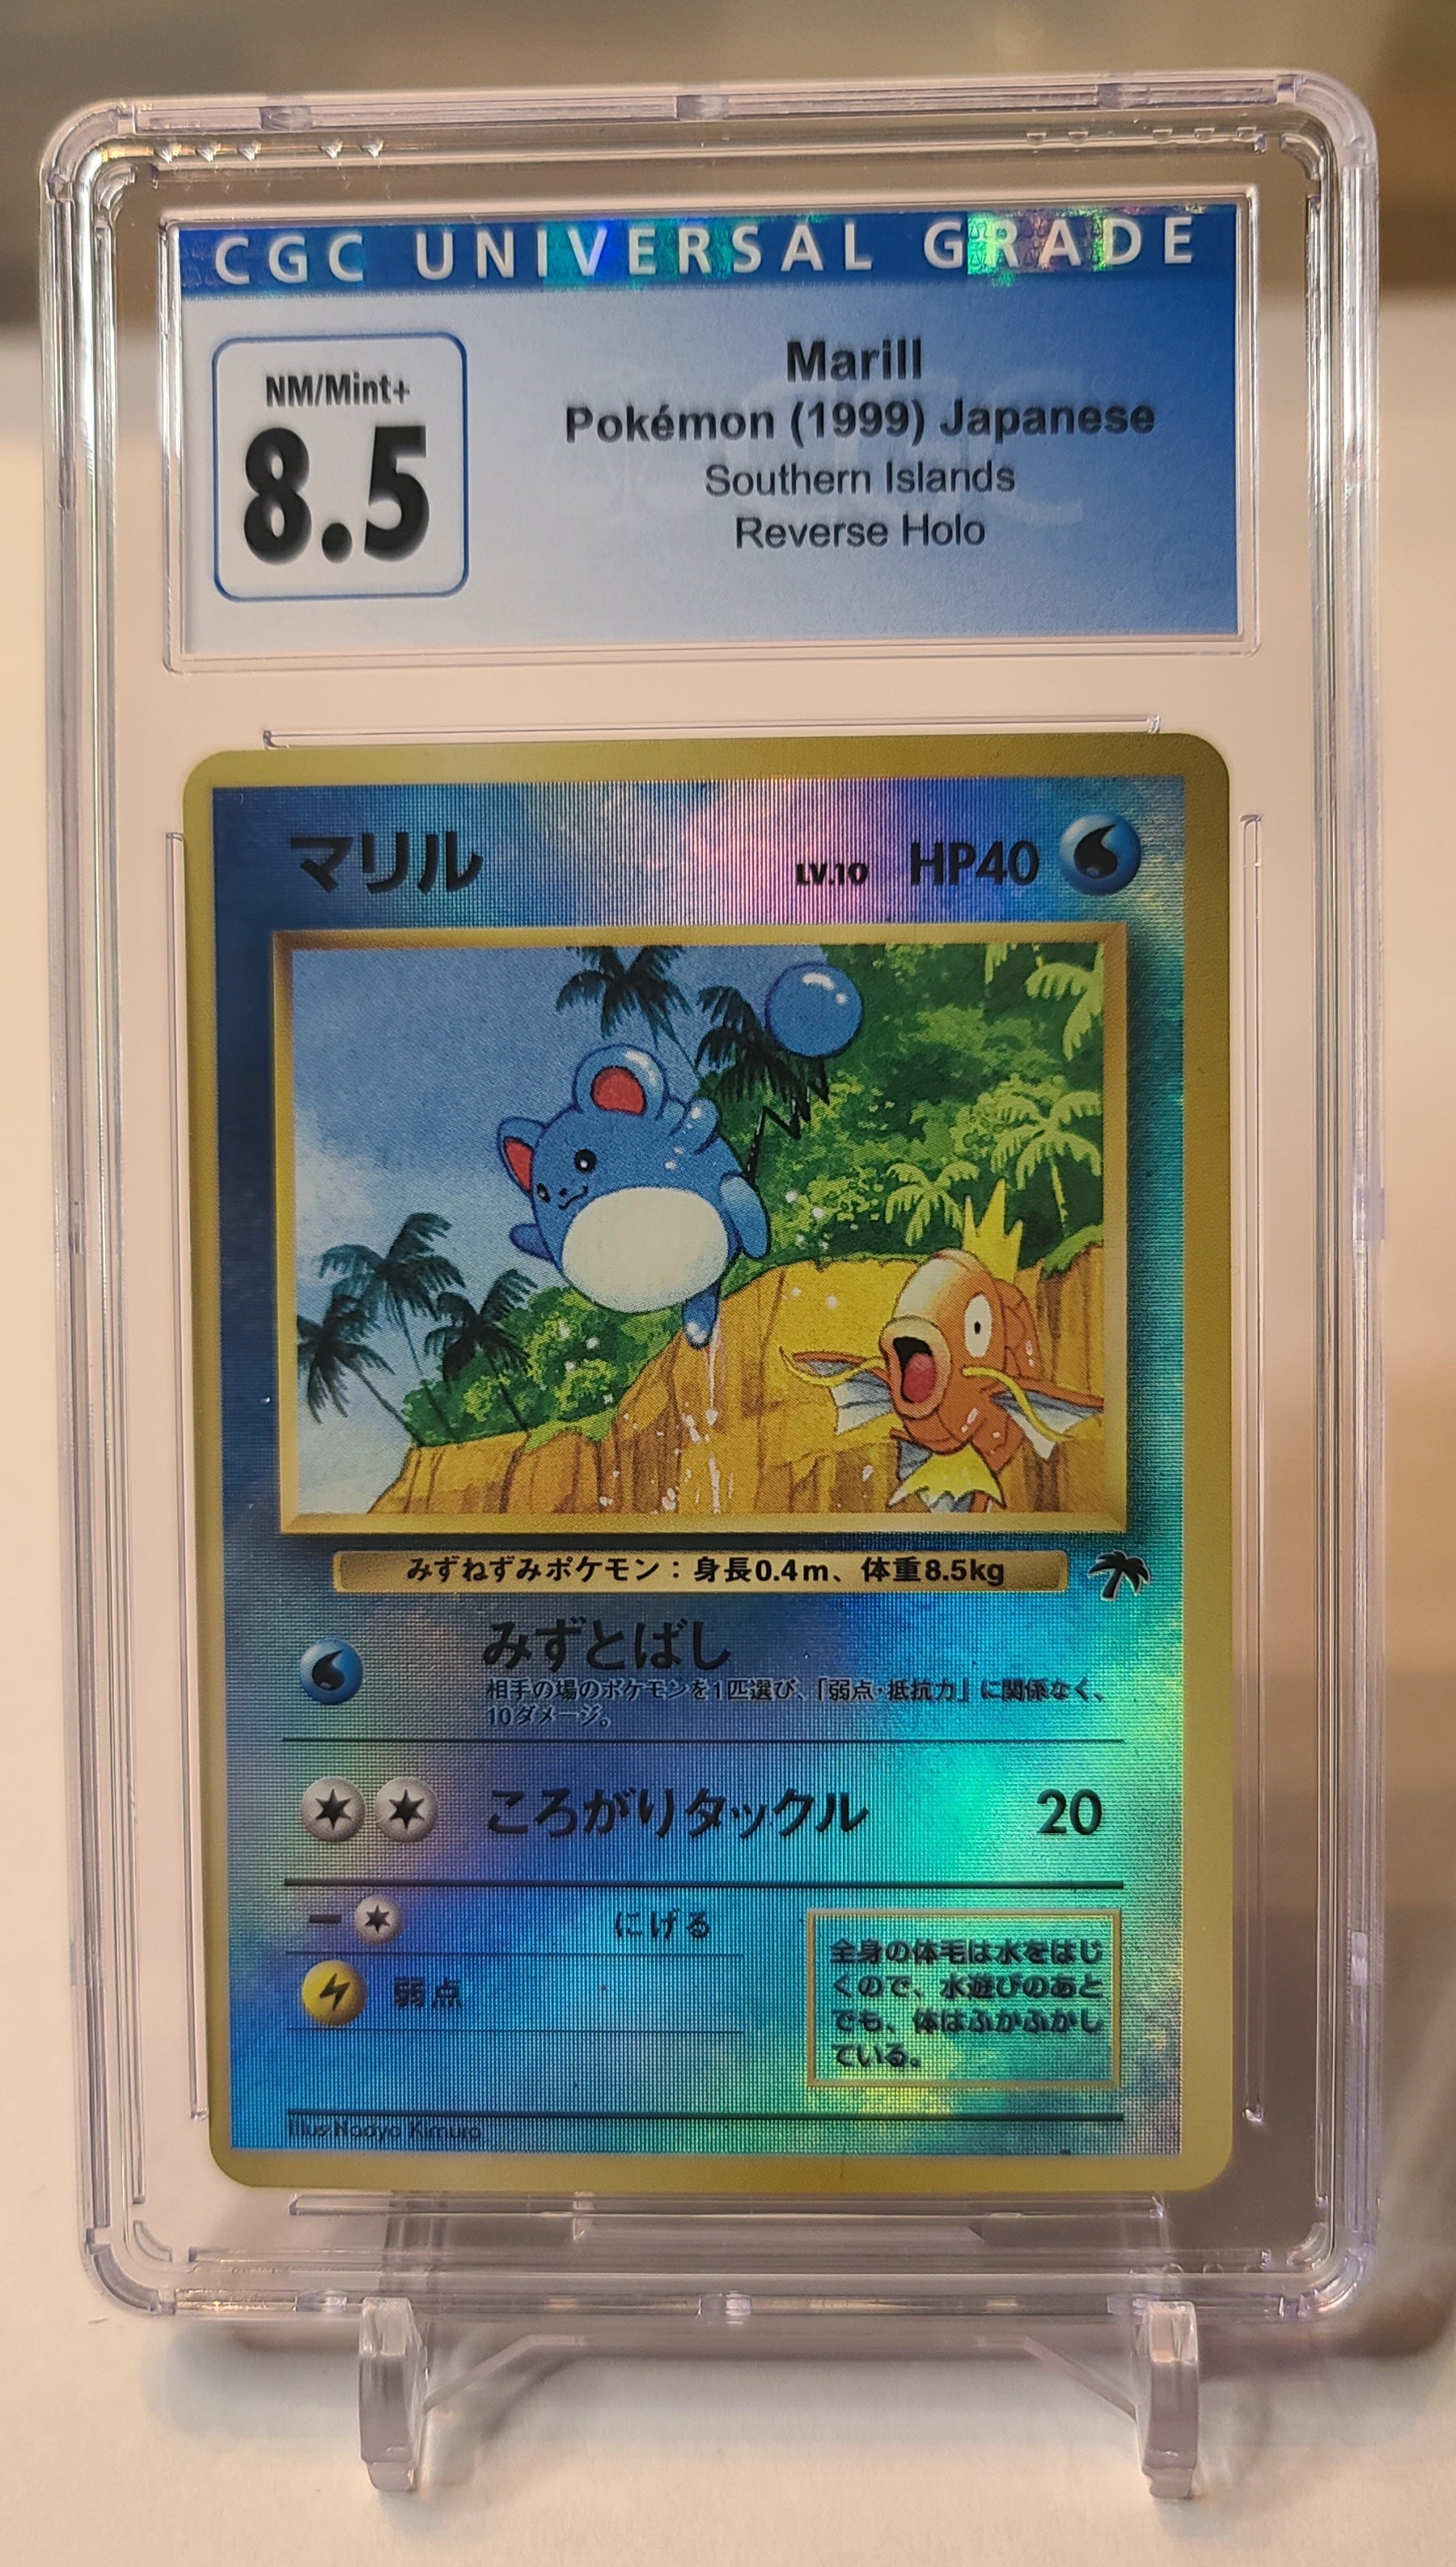 CGC UNIVERSAL GRADE
NM/Mint+
8.5
Marill
Pokémon (1999) Japanese
Southern Islands
Reverse Holo
マリル LV.10 HP40
みずねずみポケモン：身長0.4m、体重8.5kg
みずとばし
相手の場のポケモンを1匹選び、「弱点・抵抗力」に関係なく、
10ダメージ。
ころがりタックル 20
にげる
弱点
全身の体毛は水をはじ
くので、水遊びのあと
でも、体はふかふかし
ている。
Illus.Naoyo Kimura